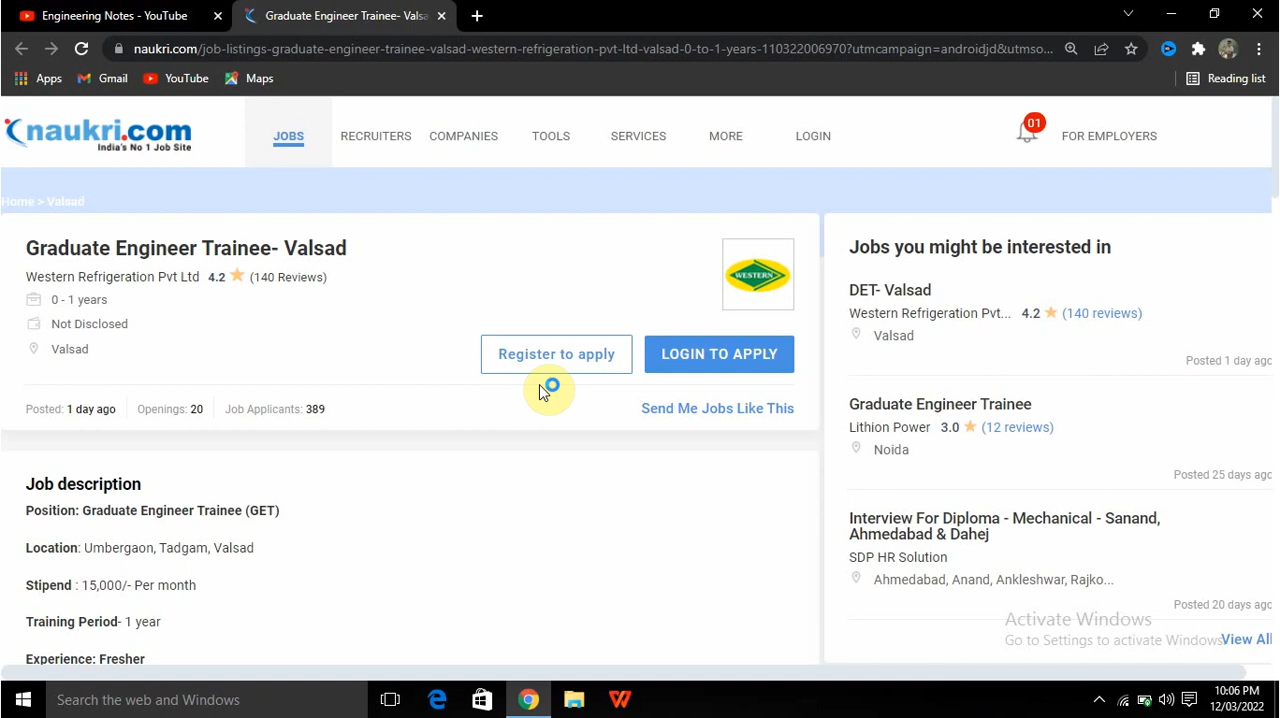 Engineering Notes - YouTube
Graduate Engineer Trainee- Valsa
naukri.com/job-listings-graduate-engineer-trainee-valsad-western-refrigeration-pvt-ltd-valsad-0-to-1-years-110322006970?utmcampaign=androidjd&utmso...
Apps Gmail YouTube Maps Reading list
naukri.com
India's No 1 Job Site
JOBS RECRUITERS COMPANIES TOOLS SERVICES MORE LOGIN 01 FOR EMPLOYERS
Home > Valsad
Graduate Engineer Trainee- Valsad
Western Refrigeration Pvt Ltd 4.2 (140 Reviews)
0 - 1 years
Not Disclosed
Valsad
WESTERN
Register to apply LOGIN TO APPLY
Posted: 1 day ago Openings: 20 Job Applicants: 389 Send Me Jobs Like This
Job description
Position: Graduate Engineer Trainee (GET)
Location: Umbergaon, Tadgam, Valsad
Stipend : 15,000/- Per month
Training Period- 1 year
Experience: Fresher
Jobs you might be interested in
DET- Valsad
Western Refrigeration Pvt... 4.2 (140 reviews)
Valsad
Posted 1 day ago
Graduate Engineer Trainee
Lithion Power 3.0 (12 reviews)
Noida
Posted 25 days ago
Interview For Diploma - Mechanical - Sanand,
Ahmedabad & Dahej
SDP HR Solution
Ahmedabad, Anand, Ankleshwar, Rajko...
Posted 20 days ago
Activate Windows
Go to Settings to activate Windows.
View All
Search the web and Windows
10:06 PM
12/03/2022